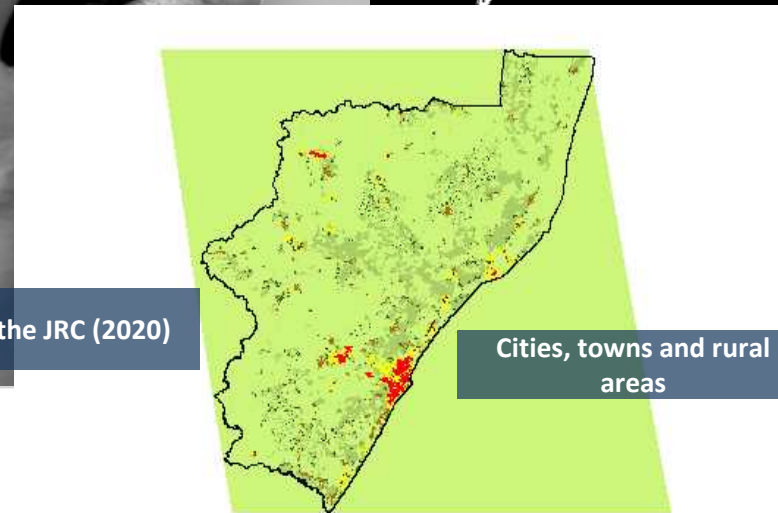 the JRC (2020)
Cities, towns and rural
areas